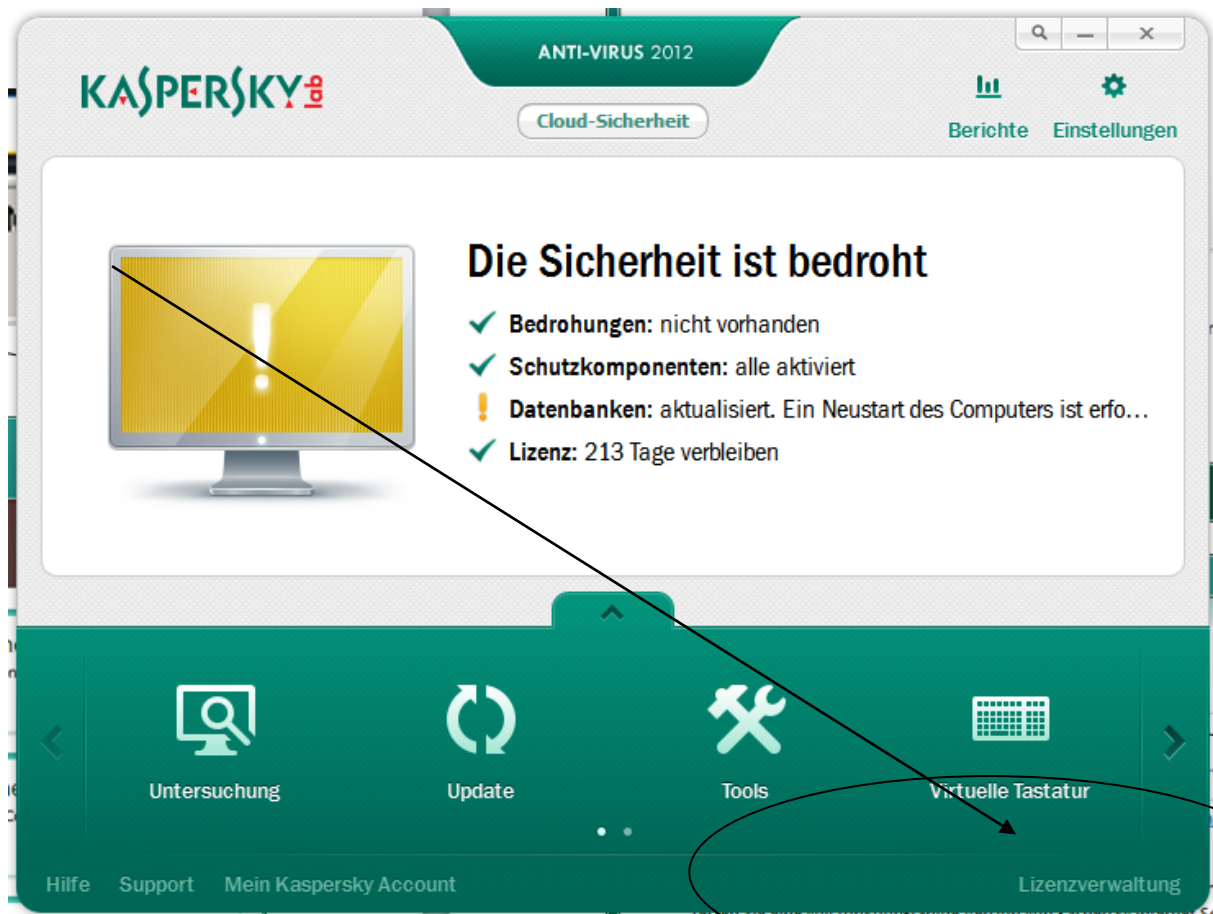 ANTI-VIRUS 2012
KASPERSKY lab
Cloud-Sicherheit
Berichte Einstellungen
Die Sicherheit ist bedroht
Bedrohungen: nicht vorhanden
Schutzkomponenten: alle aktiviert
Datenbanken: aktualisiert. Ein Neustart des Computers ist erfo...
Lizenz: 213 Tage verbleiben
Untersuchung Update Tools Virtuelle Tastatur
Hilfe Support Mein Kaspersky Account Lizenzverwaltung